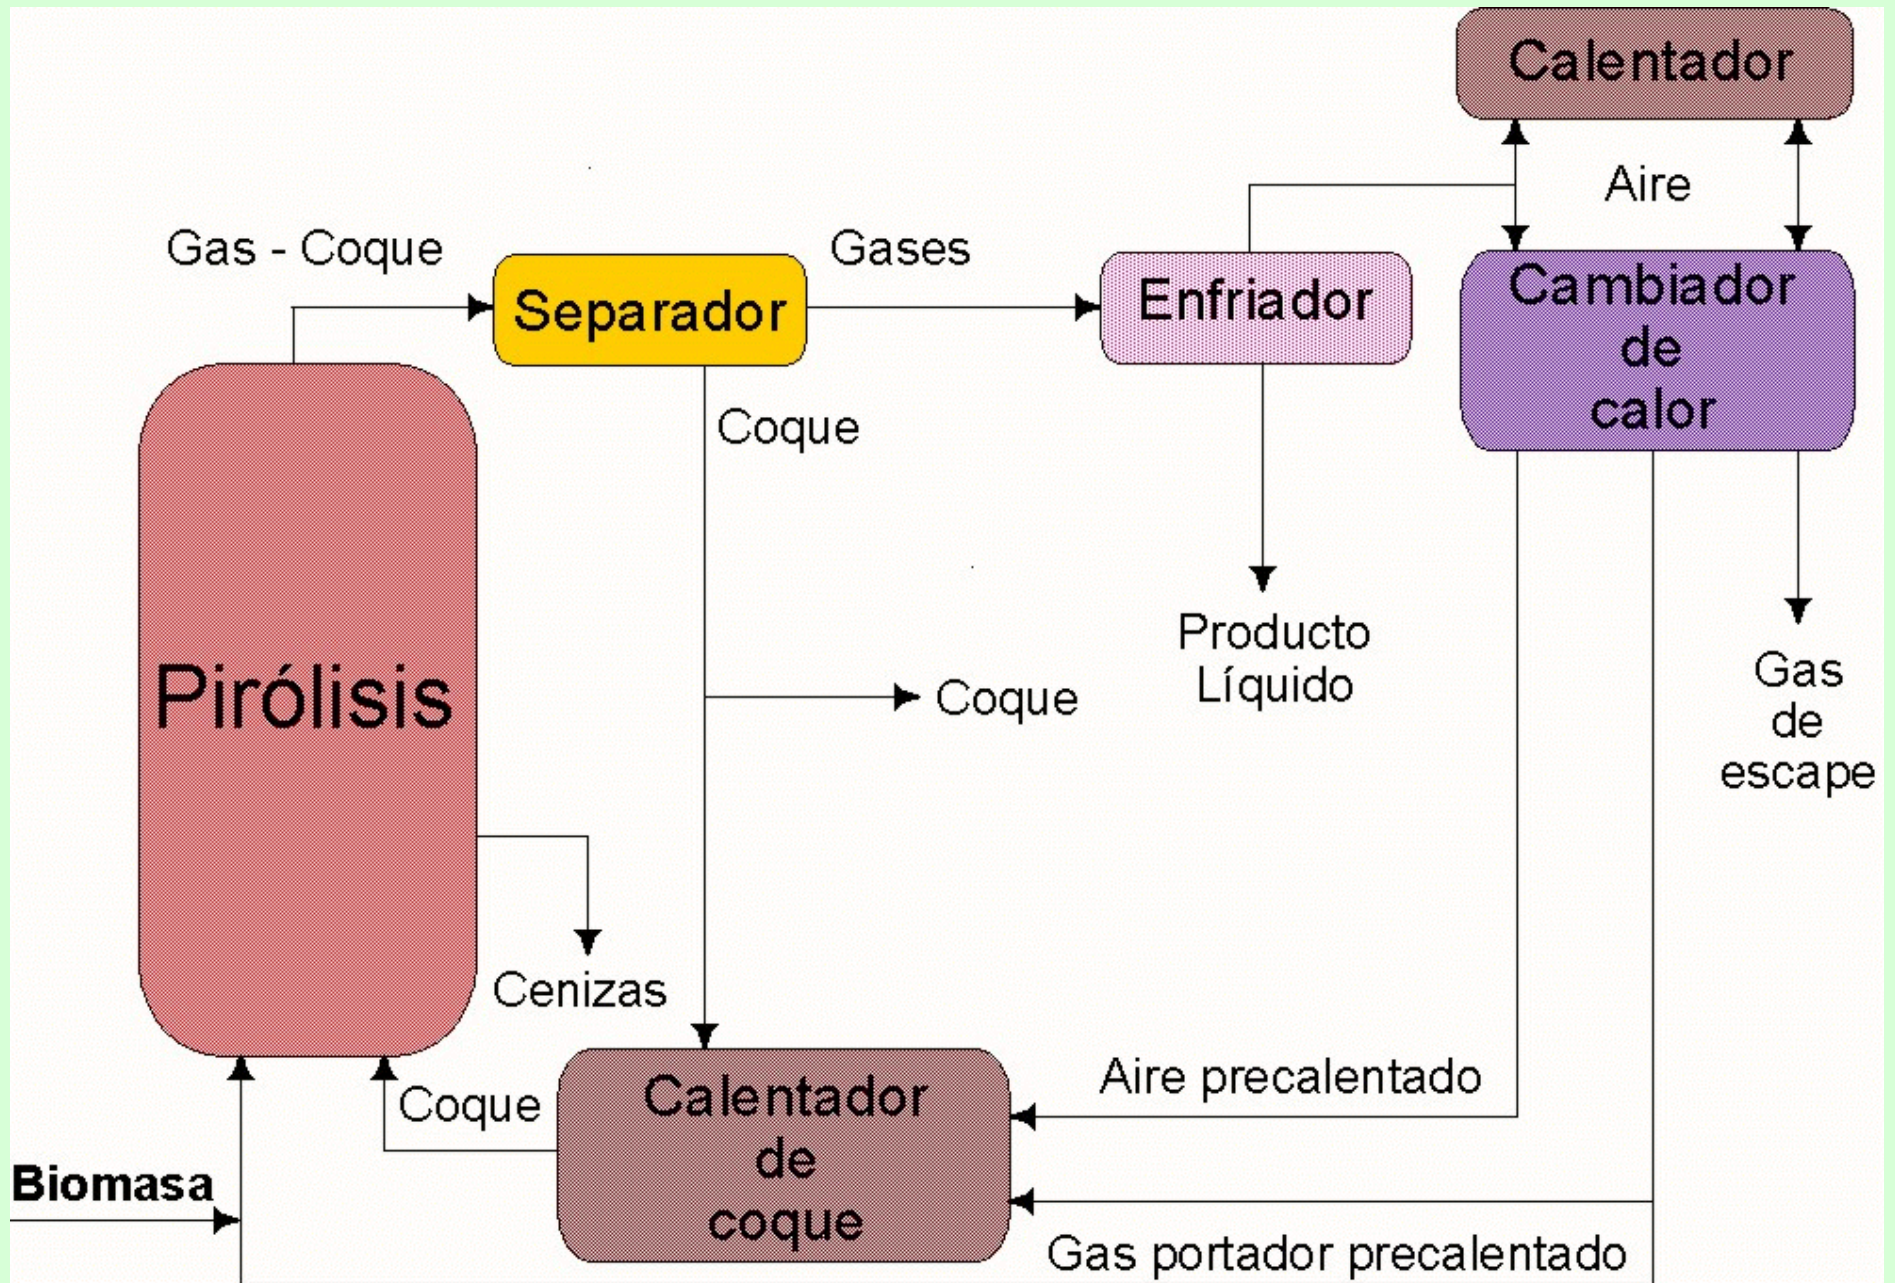 Calentador
Aire
Gas - Coque
Gases
Separador
Enfriador
Cambiador
de
calor
Coque
Pirólisis
Coque
Producto
Líquido
Gas
de
escape
Cenizas
Aire precalentado
Coque
Calentador
de
coque
Biomasa
Gas portador precalentado